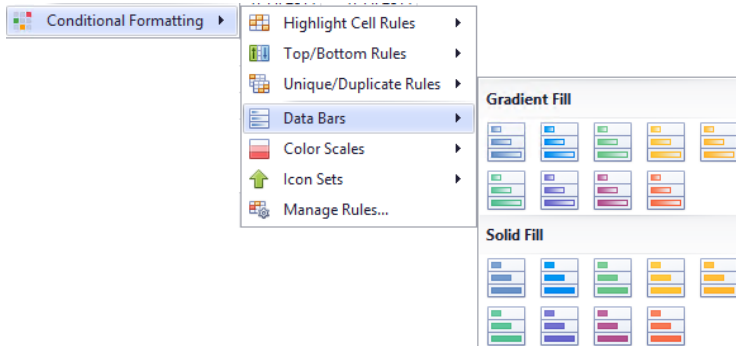 Conditional Formatting
Highlight Cell Rules
Top/Bottom Rules
Unique/Duplicate Rules
Data Bars
Color Scales
Icon Sets
Manage Rules...
Gradient Fill
Solid Fill